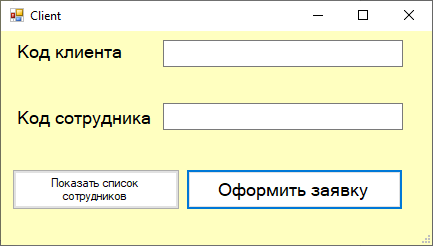 Client
Код клиента
Код сотрудника
Показать список
сотрудников
Оформить заявку